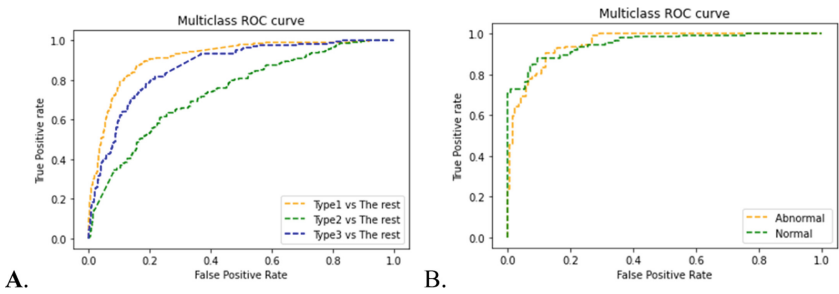 Multiclass ROC curve
1.0
0.8
0.6
0.4
0.2
0.0
True Positive rate
0.0 0.2 0.4 0.6 0.8 1.0
False Positive Rate
Type1 vs The rest
Type2 vs The rest
Type3 vs The rest
A.
Multiclass ROC curve
1.0
0.8
0.6
0.4
0.2
0.0
True Positive rate
0.0 0.2 0.4 0.6 0.8 1.0
False Positive Rate
Abnormal
Normal
B.